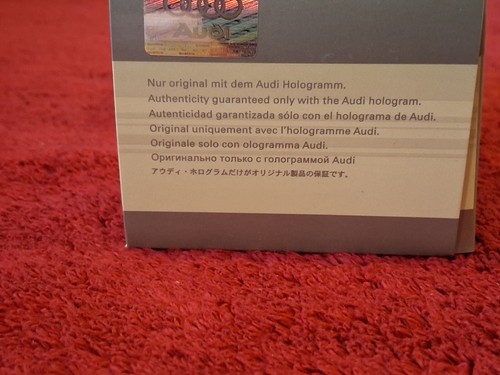 Audi
Nur original mit dem Audi Hologramm.
Authenticity guaranteed only with the Audi hologram.
Autenticidad garantizada sólo con el holograma de Audi.
Original uniquement avec l'hologramme Audi.
Originale solo con ologramma Audi.
Оригинально только с голограммой Audi
アウディ・ホログラムだけがオリジナル製品の保証です。